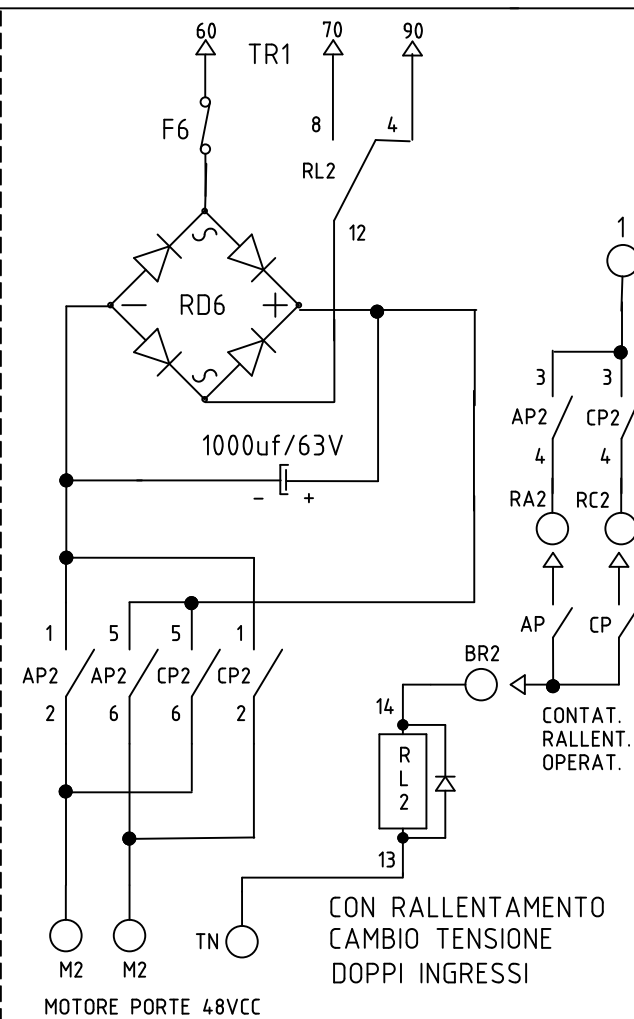 60
70
90
TR1
F6
8
4
RL2
12
1
RD6
3
3
AP2
CP2
4
4
1000uf/63V
-
+
RA2
RC2
1
5
5
1
AP
CP
AP2
AP2
CP2
CP2
BR2
2
6
6
2
14
CONTAT.
RALLENT.
OPERAT.
R
L
2
13
TN
M2
M2
CON RALLENTAMENTO
CAMBIO TENSIONE
DOPPI INGRESSI
MOTORE PORTE 48VCC